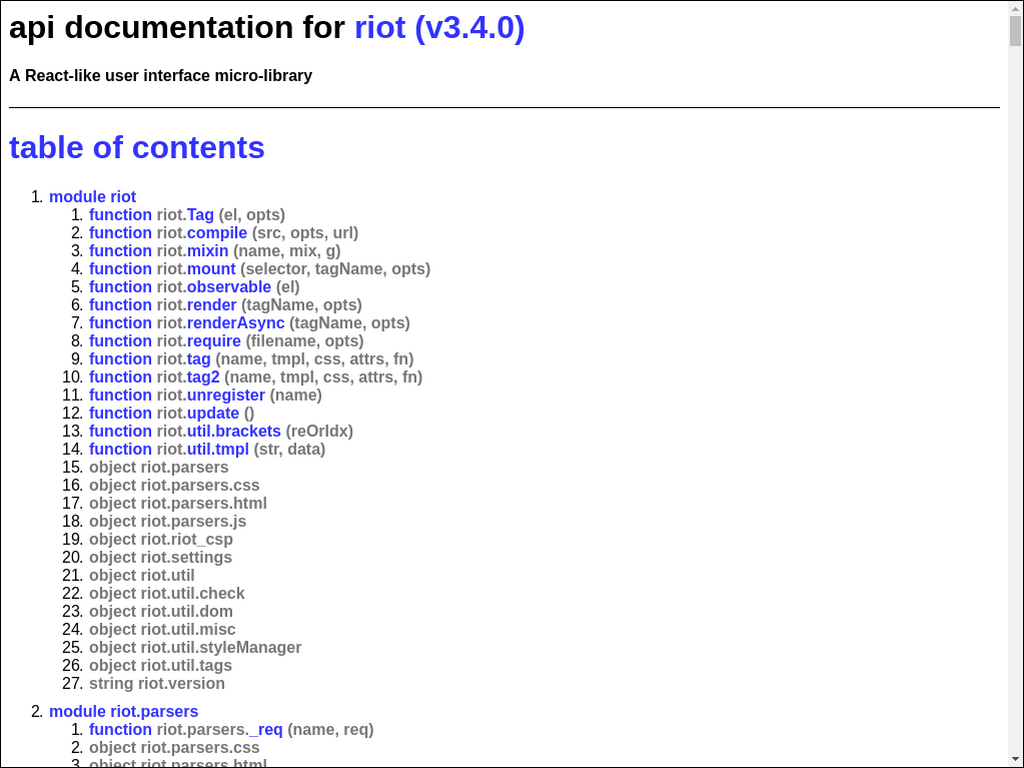 api documentation for riot (v3.4.0)
A React-like user interface micro-library
table of contents
1. module riot
1. function riot.Tag (el, opts)
2. function riot.compile (src, opts, url)
3. function riot.mixin (name, mix, g)
4. function riot.mount (selector, tagName, opts)
5. function riot.observable (el)
6. function riot.render (tagName, opts)
7. function riot.renderAsync (tagName, opts)
8. function riot.require (filename, opts)
9. function riot.tag (name, tmpl, css, attrs, fn)
10. function riot.tag2 (name, tmpl, css, attrs, fn)
11. function riot.unregister (name)
12. function riot.update ()
13. function riot.util.brackets (reOrIdx)
14. function riot.util.tmpl (str, data)
15. object riot.parsers
16. object riot.parsers.css
17. object riot.parsers.html
18. object riot.parsers.js
19. object riot.riot_csp
20. object riot.settings
21. object riot.util
22. object riot.util.check
23. object riot.util.dom
24. object riot.util.misc
25. object riot.util.styleManager
26. object riot.util.tags
27. string riot.version
2. module riot.parsers
1. function riot.parsers._req (name, req)
2. object riot.parsers.css
3. object riot.parsers.html